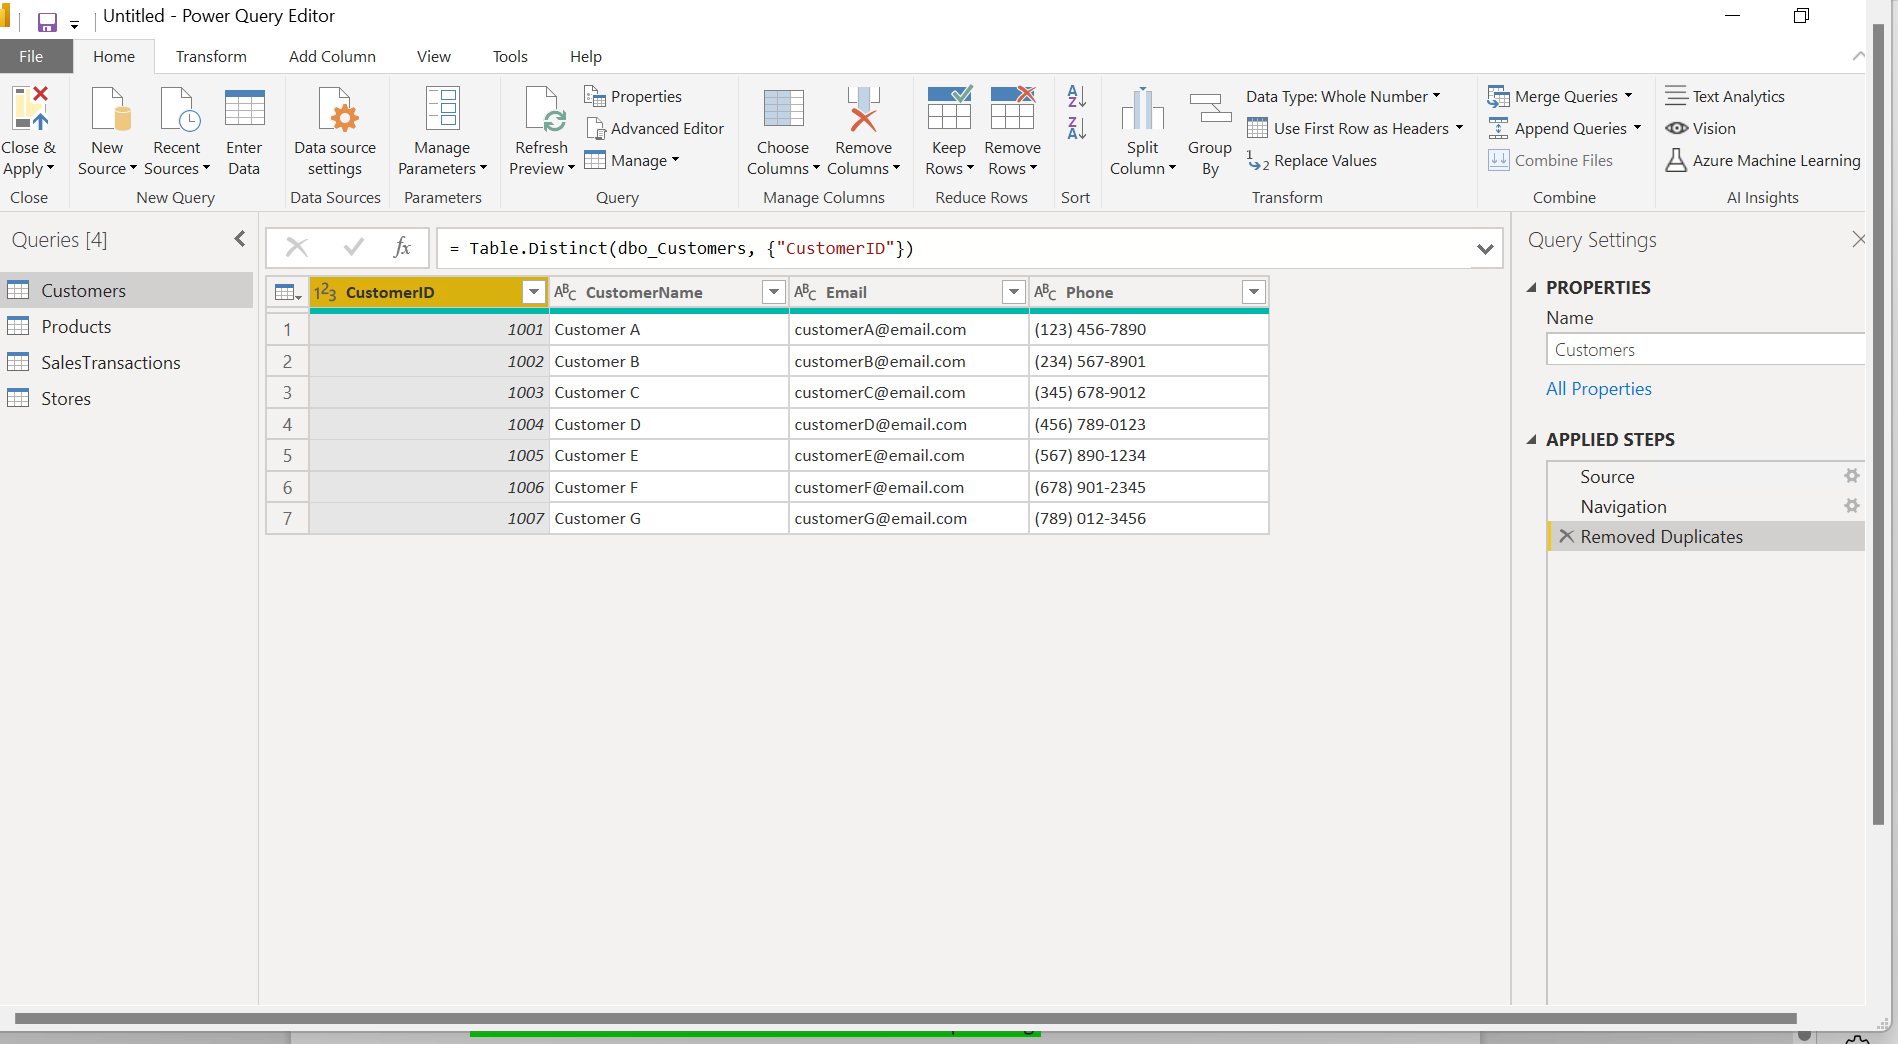 Untitled - Power Query Editor
File
Home
Transform
Add Column
View
Tools
Help
Close &
Apply
Close
New
Source
Recent
Sources
Enter
Data
New Query
Data source
settings
Data Sources
Manage
Parameters
Parameters
Refresh
Preview
Properties
Advanced Editor
Manage
Query
Choose
Columns
Remove
Columns
Manage Columns
Keep
Rows
Remove
Rows
Reduce Rows
Sort
Split
Column
Group
By
Data Type: Whole Number
Use First Row as Headers
Replace Values
Transform
Merge Queries
Append Queries
Combine Files
Combine
Text Analytics
Vision
Azure Machine Learning
AI Insights
Queries [4]
Customers
Products
SalesTransactions
Stores
fx
= Table.Distinct(dbo_Customers, {"CustomerID"})
123 CustomerID ABC CustomerName ABC Email ABC Phone
1 1001 Customer A customerA@email.com (123) 456-7890
2 1002 Customer B customerB@email.com (234) 567-8901
3 1003 Customer C customerC@email.com (345) 678-9012
4 1004 Customer D customerD@email.com (456) 789-0123
5 1005 Customer E customerE@email.com (567) 890-1234
6 1006 Customer F customerF@email.com (678) 901-2345
7 1007 Customer G customerG@email.com (789) 012-3456
Query Settings
PROPERTIES
Name
Customers
All Properties
APPLIED STEPS
Source
Navigation
Removed Duplicates